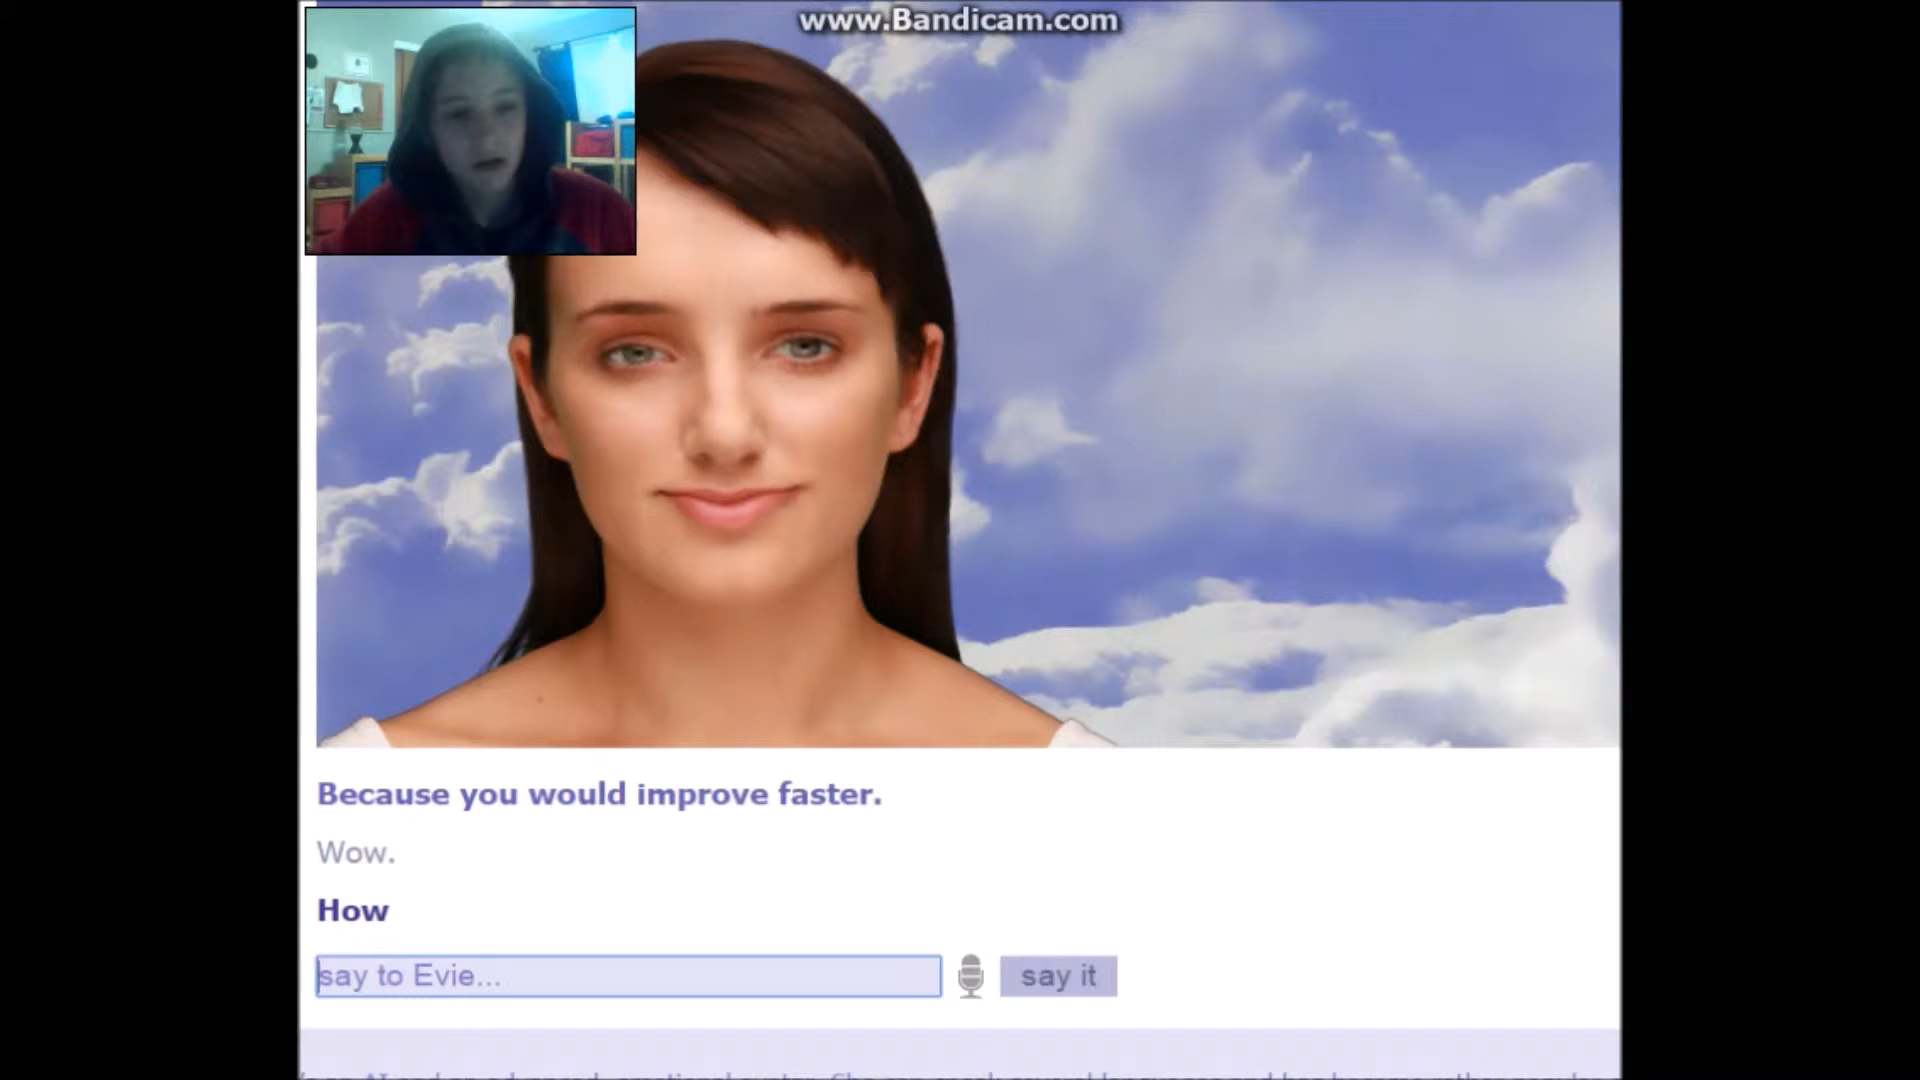 www.Bandicam.com
Because you would improve faster.
Wow.
How
say to Evie...
say it